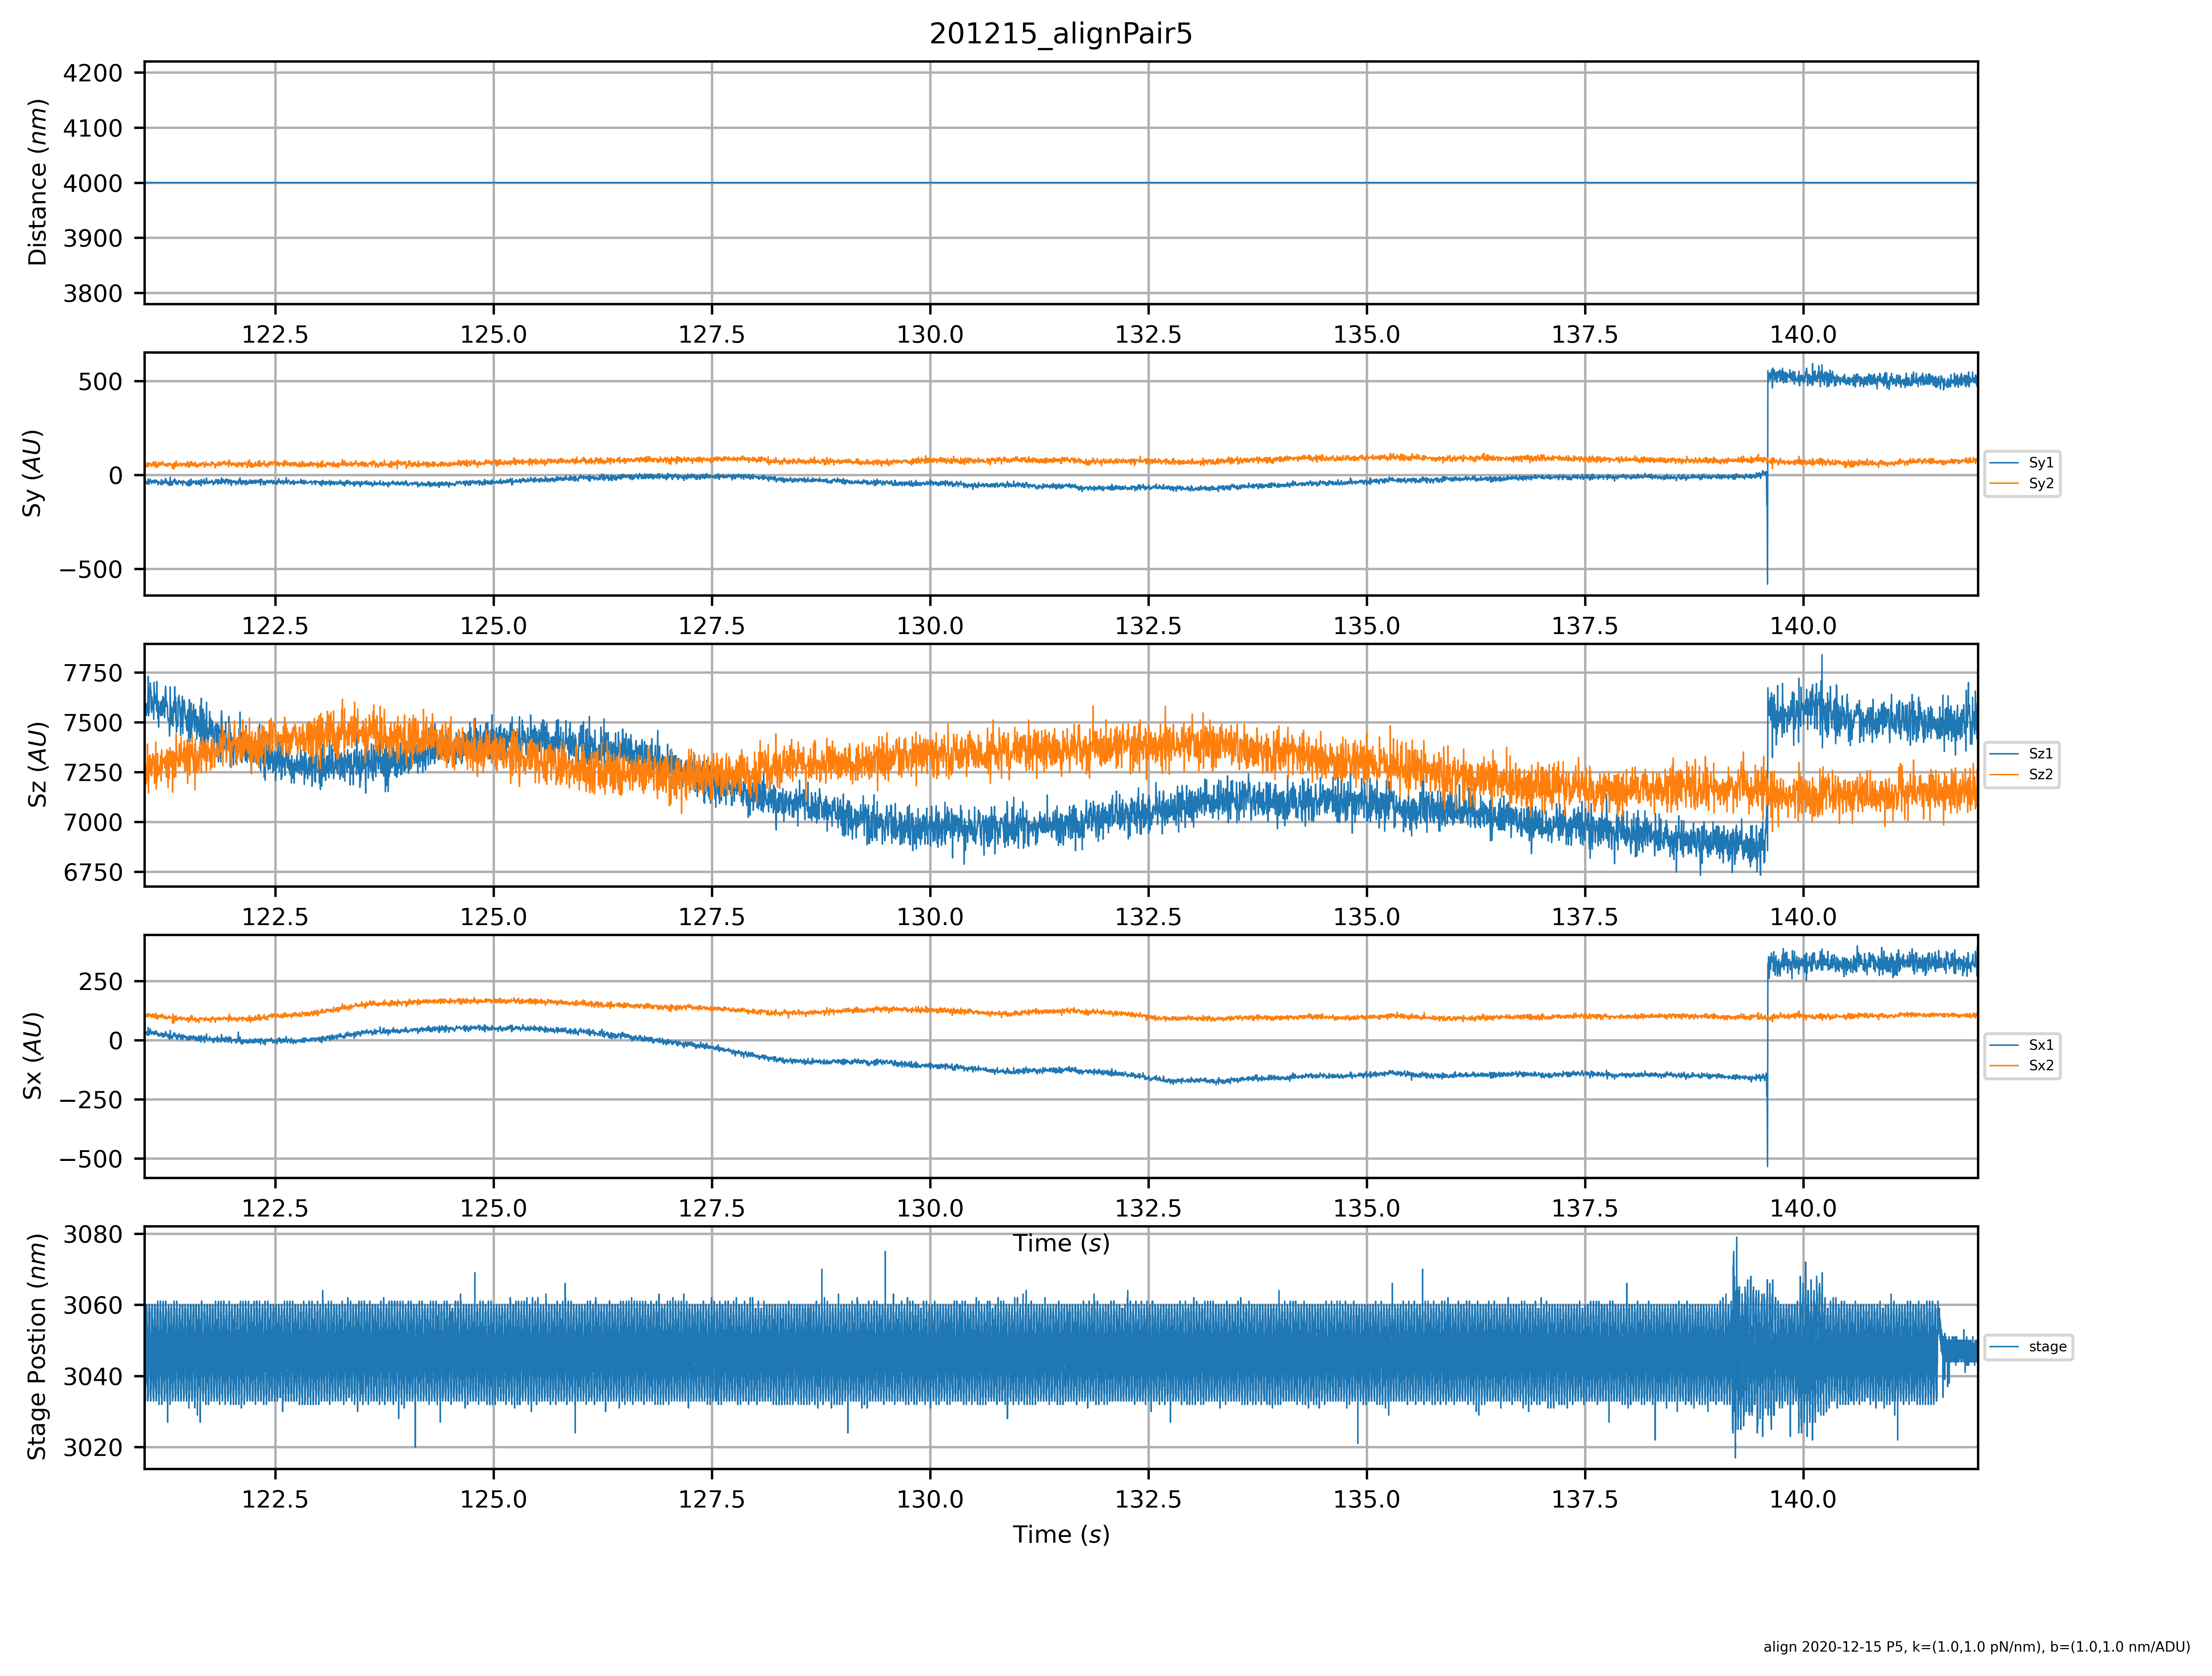 201215_alignPair5
4200
4100
4000
3900
3800
Distance (nm)
122.5 125.0 127.5 130.0 132.5 135.0 137.5 140.0
500
0
−500
Sy (AU)
Sy1
Sy2
122.5 125.0 127.5 130.0 132.5 135.0 137.5 140.0
7750
7500
7250
7000
6750
Sz (AU)
Sz1
Sz2
122.5 125.0 127.5 130.0 132.5 135.0 137.5 140.0
250
0
−250
−500
Sx (AU)
Sx1
Sx2
122.5 125.0 127.5 130.0 132.5 135.0 137.5 140.0
Time (s)
3080
3060
3040
3020
Stage Postion (nm)
stage
122.5 125.0 127.5 130.0 132.5 135.0 137.5 140.0
Time (s)
align 2020-12-15 P5, k=(1.0,1.0 pN/nm), b=(1.0,1.0 nm/ADU)